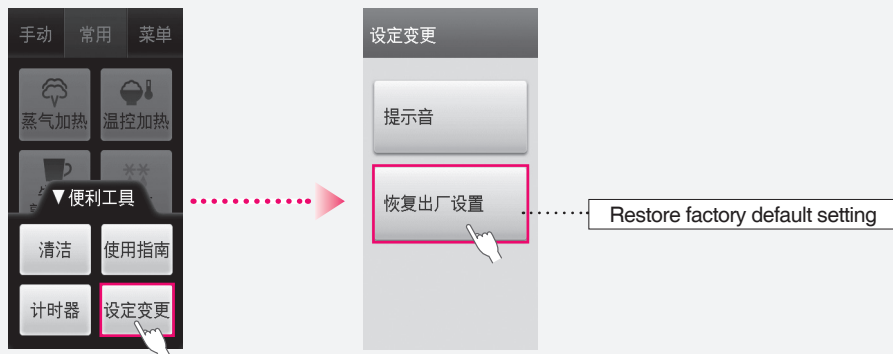 手动 常用 菜单
蒸气加热 温控加热
▼便利工具
清洁 使用指南
计时器 设定变更
设定变更
提示音
恢复出厂设置
Restore factory default setting